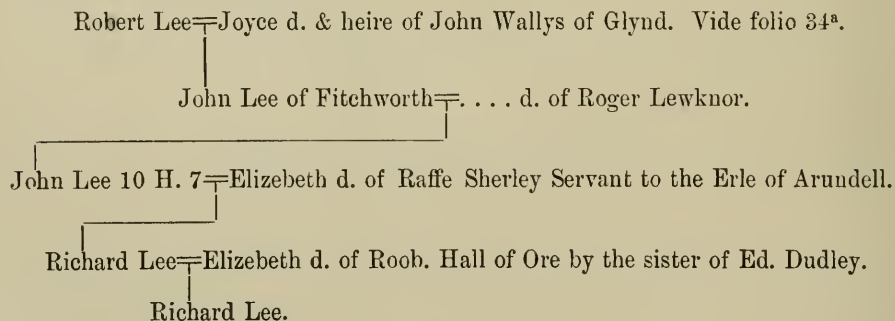 Robert Lee=Joyce d. & heire of John Wallys of Glynd. Vide folio 34ª.
John Lee of Fitchworth=. . . . d. of Roger Lewknor.
John Lee 10 H. 7=Elizebeth d. of Raffe Sherley Servant to the Erle of Arundell.
Richard Lee=Elizebeth d. of Roob. Hall of Ore by the sister of Ed. Dudley.
Richard Lee.